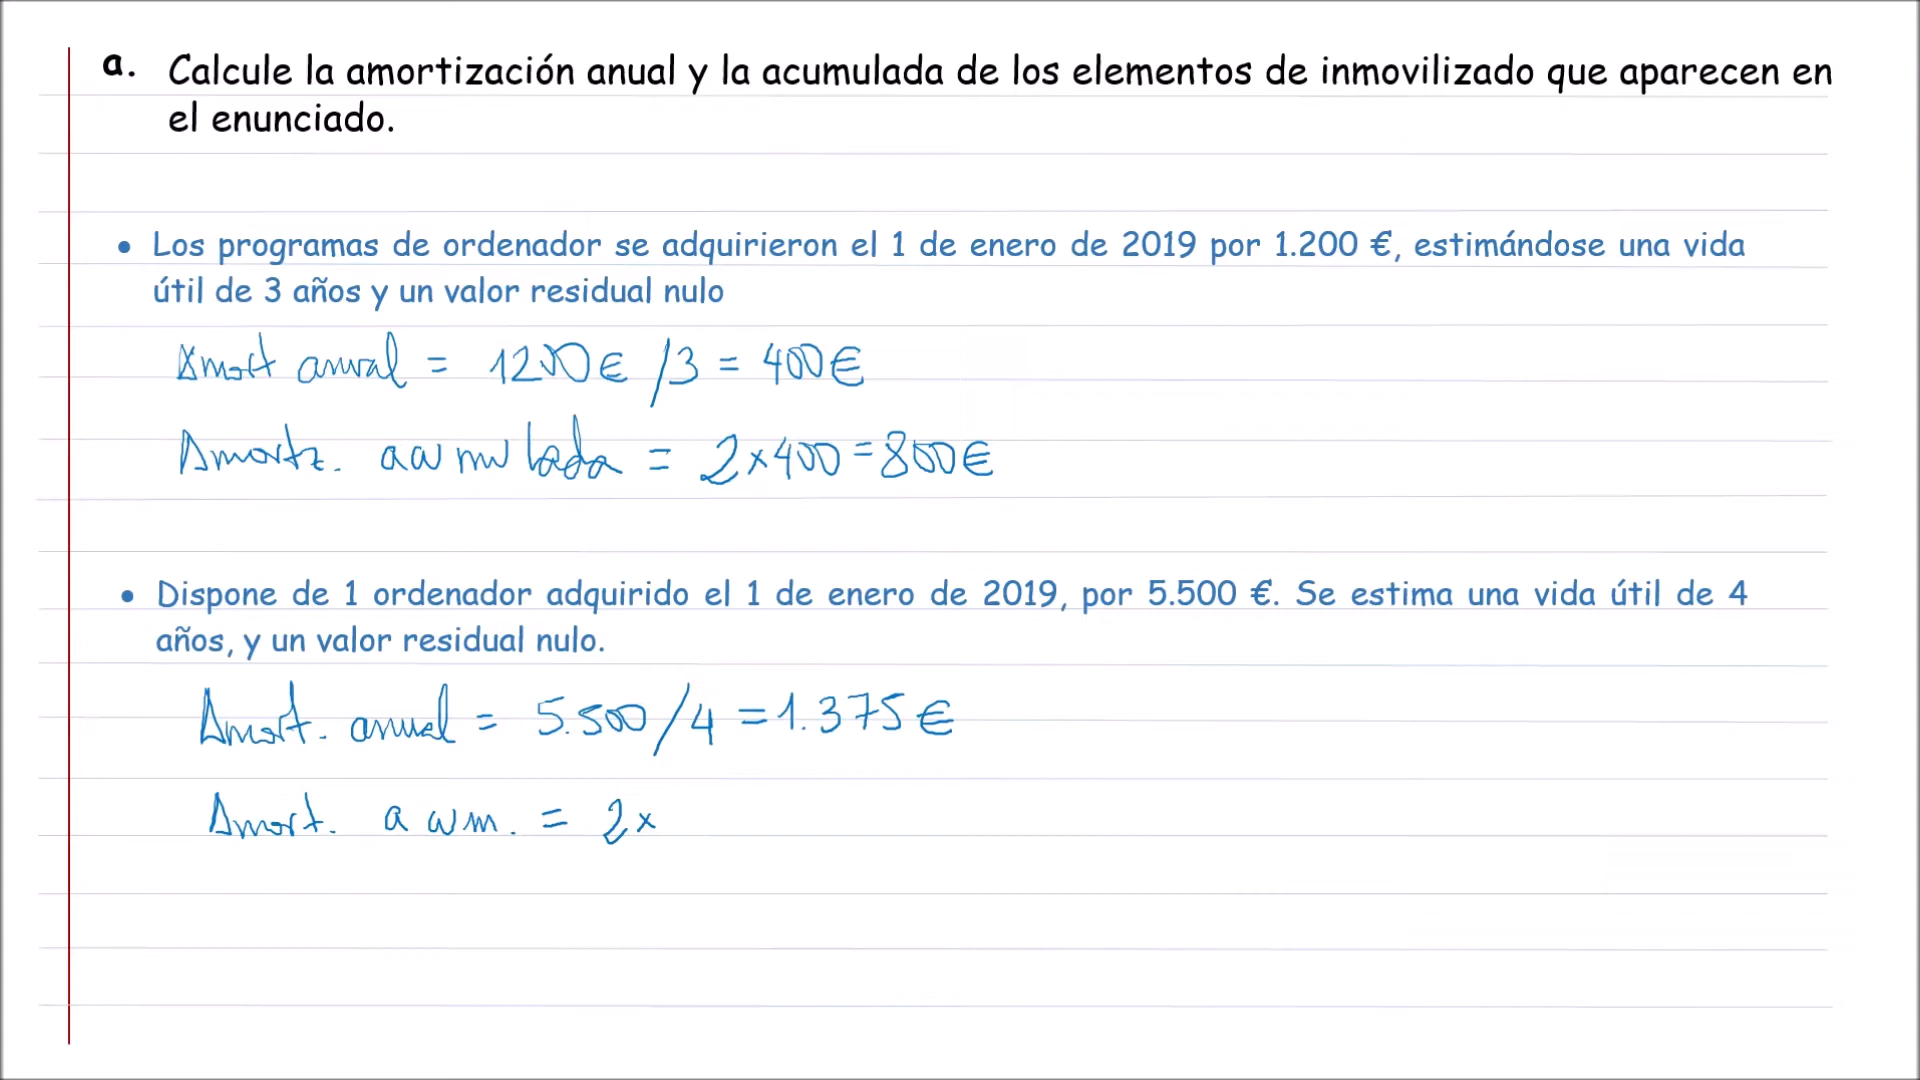 a. Calcule la amortización anual y la acumulada de los elementos de inmovilizado que aparecen en
el enunciado.
• Los programas de ordenador se adquirieron el 1 de enero de 2019 por 1.200 €, estimándose una vida
útil de 3 años y un valor residual nulo
Amort anual = 1200€ /3 = 400€
Amortz. acumulada = 2×400=800€
• Dispone de 1 ordenador adquirido el 1 de enero de 2019, por 5.500 €. Se estima una vida útil de 4
años, y un valor residual nulo.
Amort. anual = 5.500/4 =1.375€
Amort. acum. = 2×